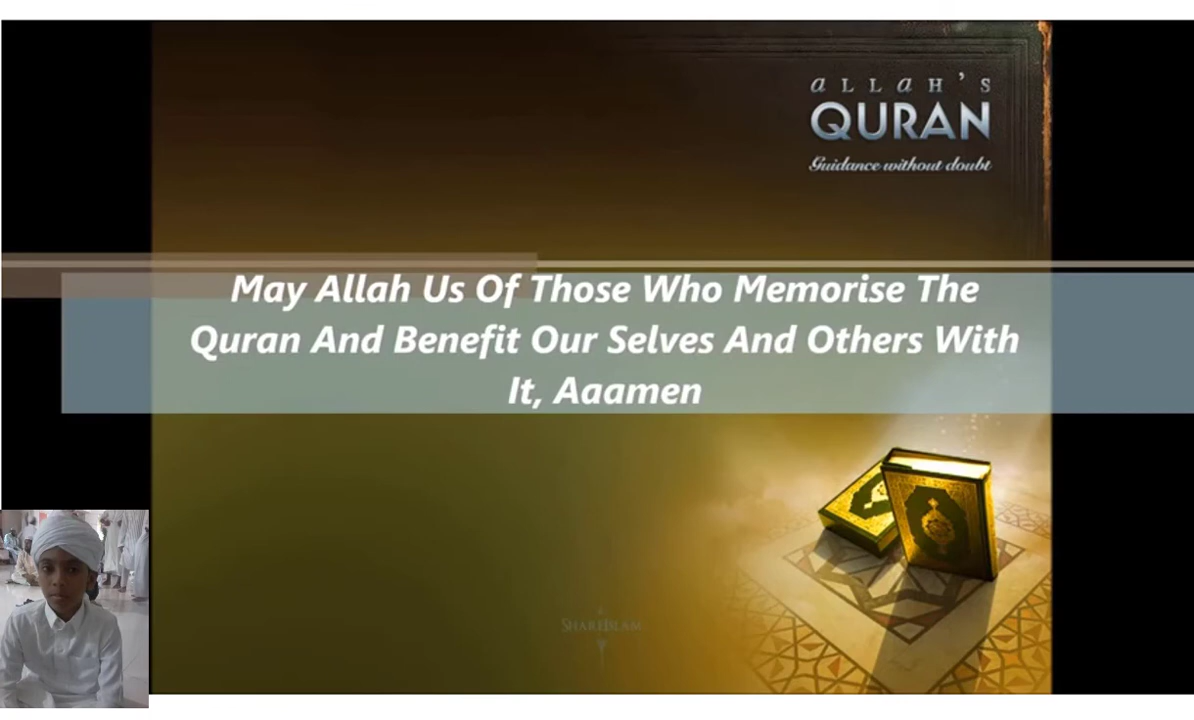 aLLaH'S
QURAN
Guidance without doubt
May Allah Us Of Those Who Memorise The
Quran And Benefit Our Selves And Others With
It, Aaamen
SHAREISLAM